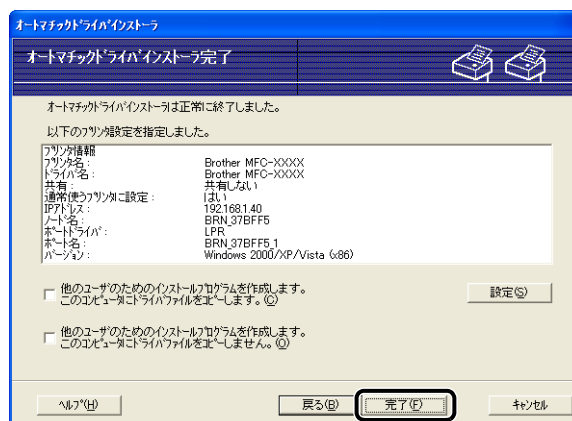 オートマチックドライバインストーラ
オートマチックドライバインストーラ完了
オートマチックドライバインストーラは正常に終了しました。
以下のプリンタ設定を指定しました。
プリンタ情報
プリンタ名： Brother MFC-XXXX
ドライバ名： Brother MFC-XXXX
共有： 共有しない
通常使うプリンタに設定： はい
IPアドレス： 192.168.1.40
ノード名： BRN_37BFF5
ポートドライバ： LPR
ポート名： BRN_37BFF5_1
バージョン： Windows 2000/XP/Vista (x86)
他のユーザのためのインストールプログラムを作成します。
このコンピュータにドライバファイルをコピーします。(C)
設定(S)
他のユーザのためのインストールプログラムを作成します。
このコンピュータにドライバファイルをコピーしません。(O)
ヘルプ(H) 戻る(B) 完了(F) キャンセル